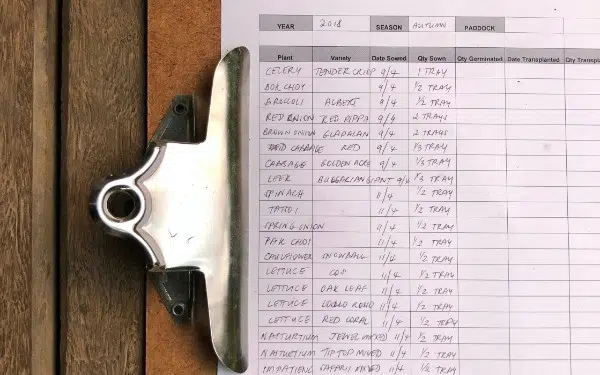 YEAR 2018 SEASON AUTUMN PADDOCK
Plant Variety Date Sowed Qty Sown Qty Germinated Date Transplanted Qty Transpla
CELERY TENDER CRISP 9/4 1 TRAY
BOK CHOY 9/4 1/2 TRAY
BROCCOLI ALBERT 9/4 1/2 TRAY
RED ONION RED 9/4 2 TRAYS
BROWN ONION GLADALAN 9/4 2 TRAYS
RED CABBAGE RED 9/4 1/3 TRAY
CABBAGE GOLDEN ACRE 9/4 1/3 TRAY
LEEK BULGARIAN GIANT 9/4 1/3 TRAY
SPINACH 11/4 1/2 TRAY
TATSOI 11/4 1/2 TRAY
SPRING ONION 11/4 1/2 TRAY
PAK CHOI 11/4 1/2 TRAY
CAULIFLOWER SNOWBALL 11/4 1/2 TRAY
LETTUCE COS 11/4 1/2 TRAY
LETTUCE OAK LEAF 11/4 1/2 TRAY
LETTUCE LOLLO ROSSO 11/4 1/2 TRAY
LETTUCE RED CORAL 11/4 1/2 TRAY
NASTURTIUM JEWEL MIXED 11/4 1/2 TRAY
NASTURTIUM TIP TOP MIXED 11/4 1/2 TRAY
IMPATIENS SAFARI MIXED 11/4 1/2 TRAY